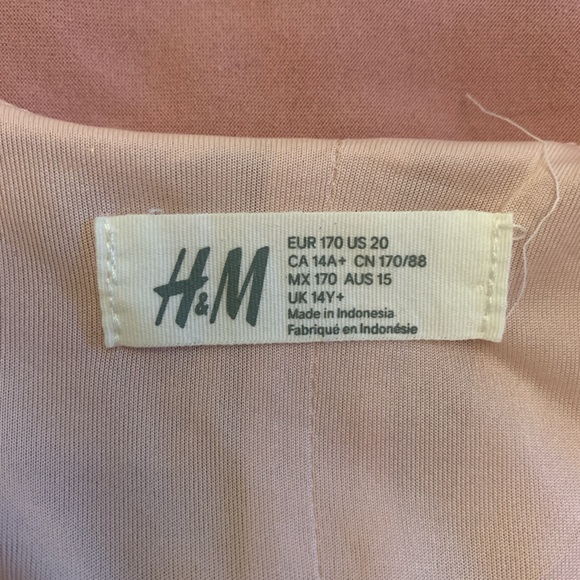 H&M
EUR 170 US 20
CA 14A+ CN 170/88
MX 170 AUS 15
UK 14Y+
Made in Indonesia
Fabriqué en Indonésie